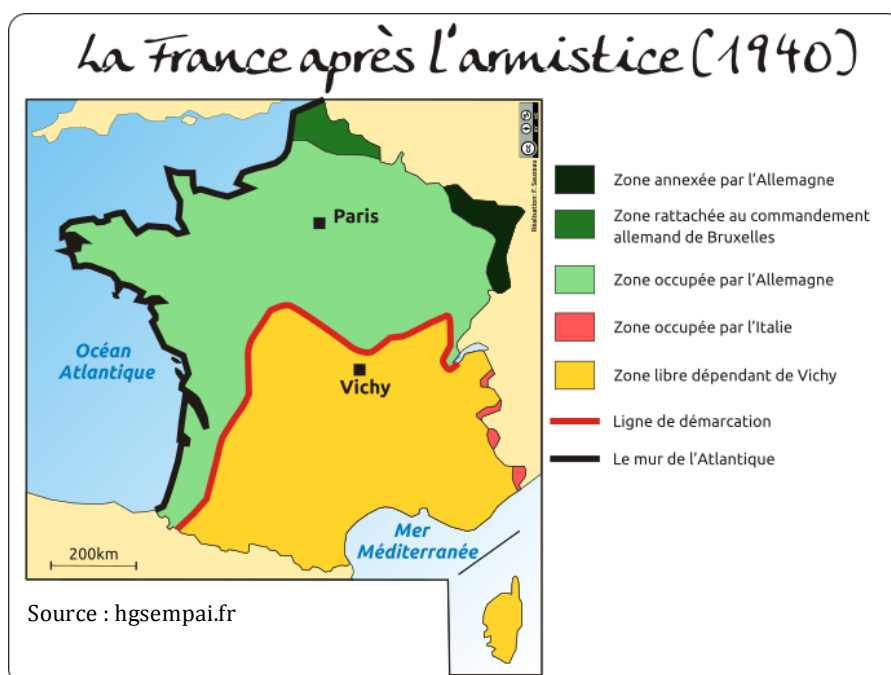 La France après l'armistice (1940)
Réalisation: F. Sauzeau
Paris
Vichy
Océan
Atlantique
Mer
Méditerranée
200km
Zone annexée par l'Allemagne
Zone rattachée au commandement
allemand de Bruxelles
Zone occupée par l'Allemagne
Zone occupée par l'Italie
Zone libre dépendant de Vichy
Ligne de démarcation
Le mur de l'Atlantique
Source : hgsempai.fr